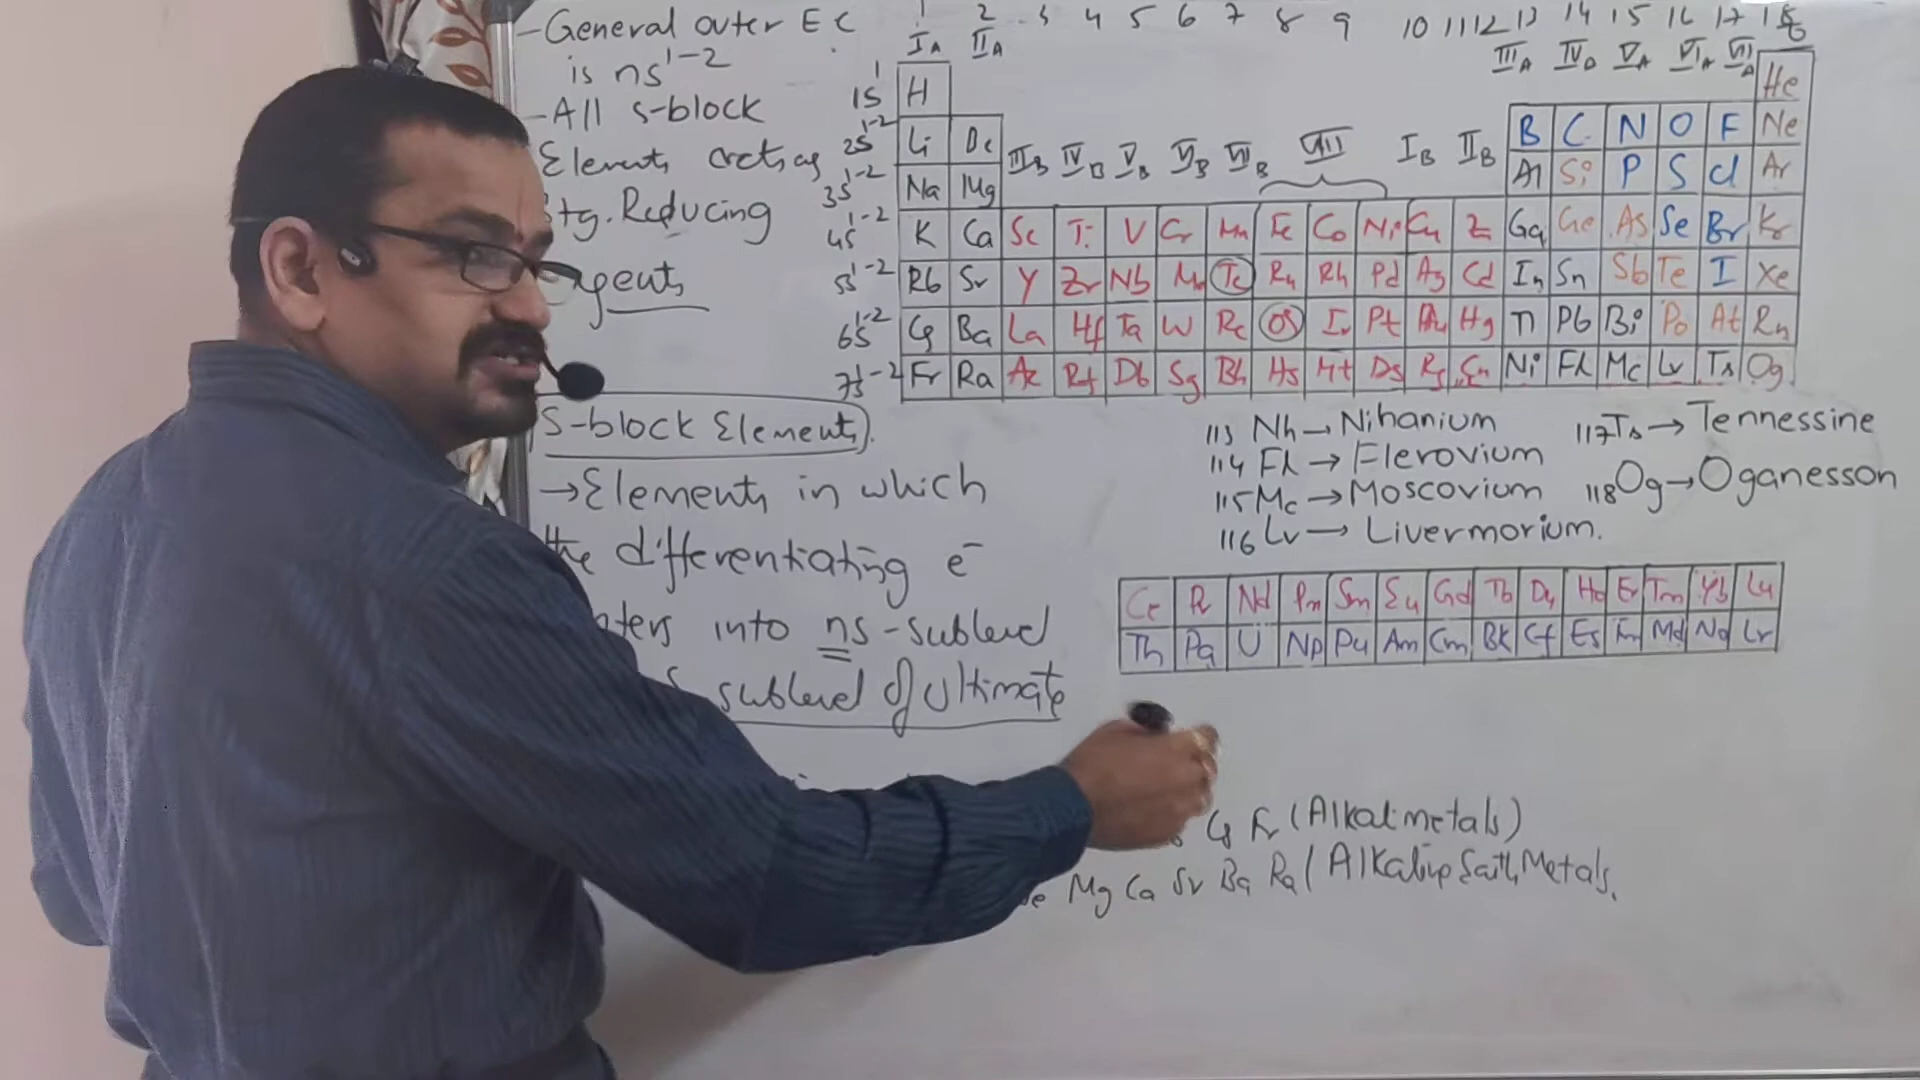 -General outer EC
is ns¹⁻²
-All s-block
Elements acts as
Stg. Reducing
Agents
S-block Elements).
→Elements in which
the differentiating e⁻
into ns-sublevel
sublevel of ultimate
1 2 3 4 5 6 7 8 9 10 11 12 13 14 15 16 17 18
IA IIA IIIA IVA VA VIA VIIA
1s¹ H He
2s¹⁻² Li Be B C N O F Ne
IIIB IVB VB VIB VIIB VIII IB IIB
3s¹⁻² Na Mg Al Si P S Cl Ar
4s¹⁻² K Ca Sc Ti V Cr Mn Fe Co Ni Cu Zn Ga Ge As Se Br Kr
5s¹⁻² Rb Sr Y Zr Nb Mo Tc Ru Rh Pd Ag Cd In Sn Sb Te I Xe
6s¹⁻² Cs Ba La Hf Ta W Re Os Ir Pt Au Hg Tl Pb Bi Po At Rn
7s¹⁻² Fr Ra Ac Rf Db Sg Bh Hs Mt Ds Rg Cn Ni Fl Mc Lv Ts Og
113 Nh→Nihanium
114 Fl→Flerovium
115 Mc→Moscovium
116 Lv→Livermorium.
117 Ts→Tennessine
118 Og→Oganesson
Ce Pr Nd Pm Sm Eu Gd Tb Dy Ho Er Tm Yb Lu
Th Pa U Np Pu Am Cm Bk Cf Es Fm Md No Lr
Cs Fr (Alkali metals)
Mg Ca Sr Ba Ra (Alkaline Earth Metals.